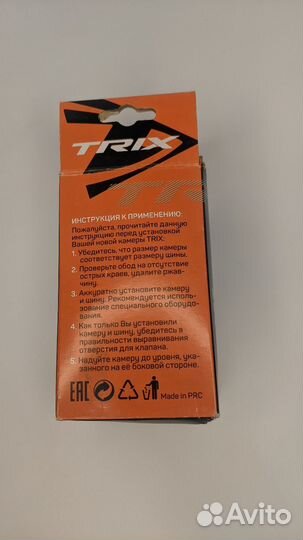 TRIX
TR
ИНСТРУКЦИЯ К ПРИМЕНЕНИЮ:
Пожалуйста, прочитайте данную
инструкцию перед установкой
Вашей новой камеры TRIX:
1. Убедитесь, что размер камеры
соответствует размеру шины.
2. Проверьте обод на отсутствие
острых краев, удалите ржав-
чину.
3. Аккуратно установите камеру
и шину. Рекомендуется исполь-
зование специального оборудо-
вания.
4. Как только Вы установили
камеру и шину, убедитесь в
правильности выравнивания
отверстия для клапана.
5. Надуйте камеру до уровня, ука-
занного на её боковой стороне.
EAC
Made in PRC
Avito